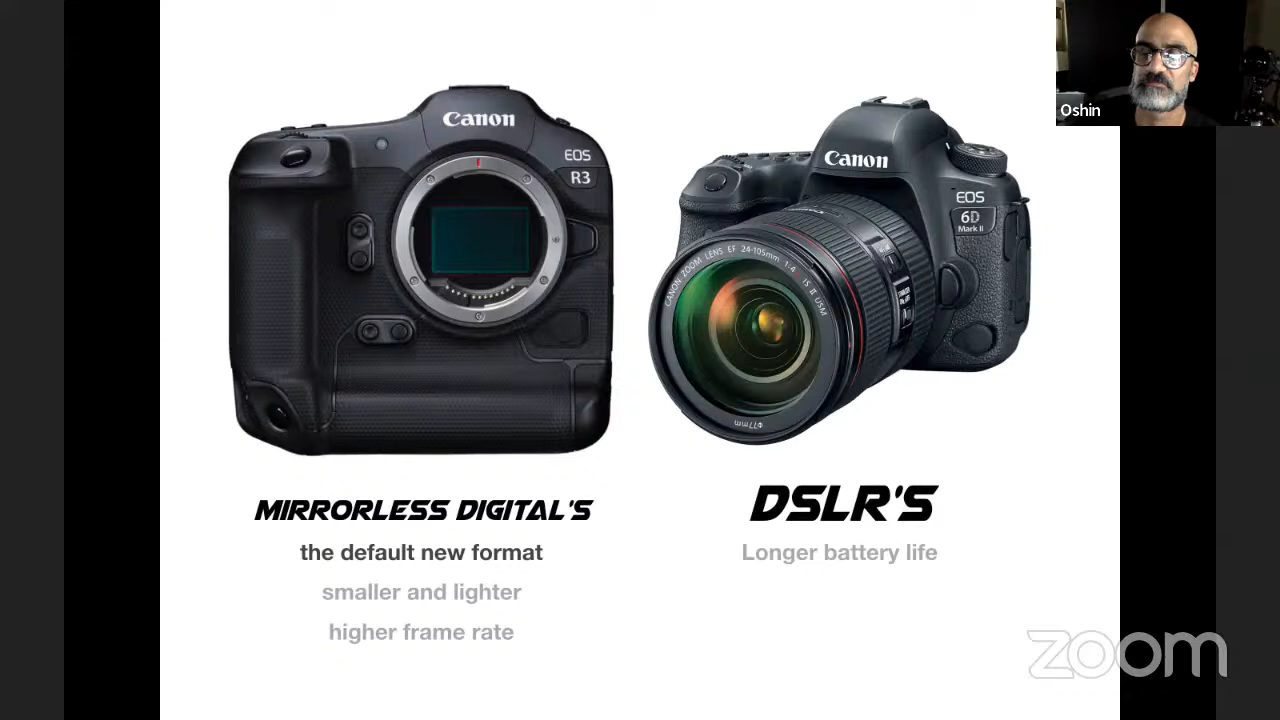 Canon
EOS
R3
Canon
EOS
6D
Mark II
CANON ZOOM LENS EF 24-105mm 1:4 IS II USM
Φ77mm
Oshin
MIRRORLESS DIGITAL'S
the default new format
smaller and lighter
higher frame rate
DSLR'S
Longer battery life
zoom